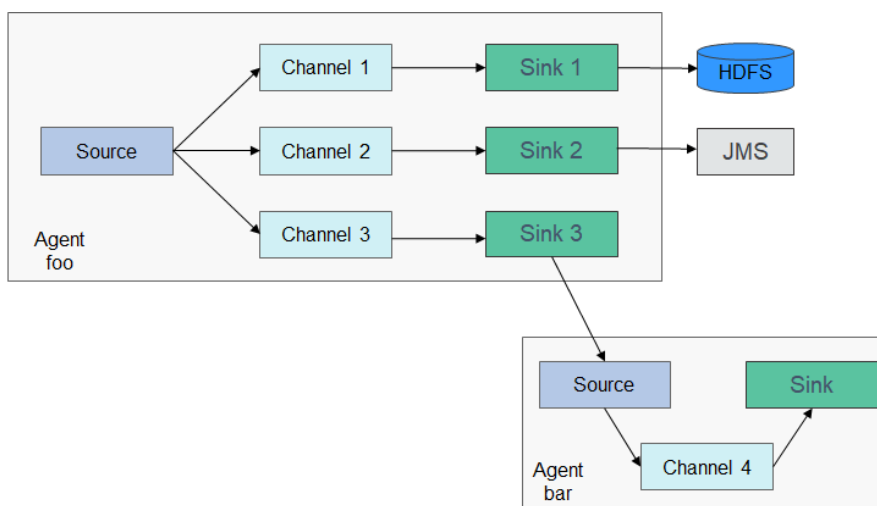 Channel 1
Sink 1
HDFS
Source
Channel 2
Sink 2
JMS
Channel 3
Sink 3
Agent
foo
Source
Sink
Channel 4
Agent
bar